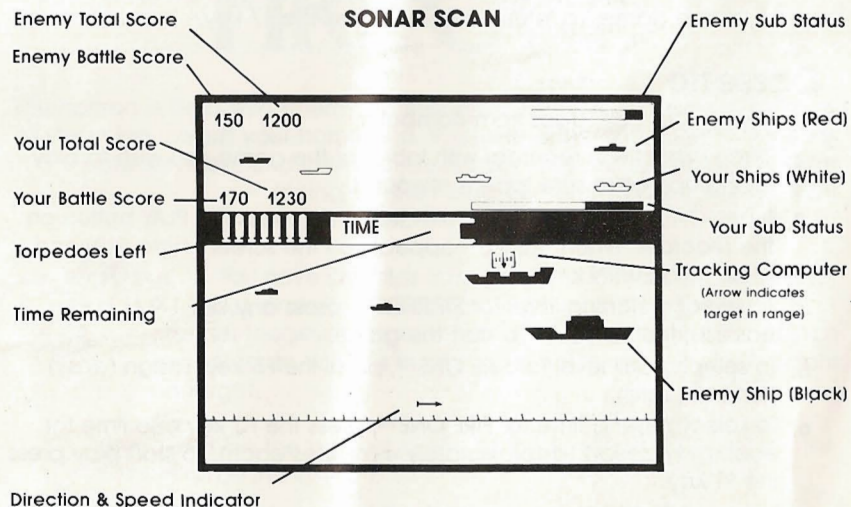 SONAR SCAN
Enemy Total Score
Enemy Battle Score
Your Total Score
Your Battle Score
Torpedoes Left
Time Remaining
Direction & Speed Indicator
150 1200
170 1230
TIME
Enemy Sub Status
Enemy Ships (Red)
Your Ships (White)
Your Sub Status
Tracking Computer
(Arrow indicates
target in range)
Enemy Ship (Black)